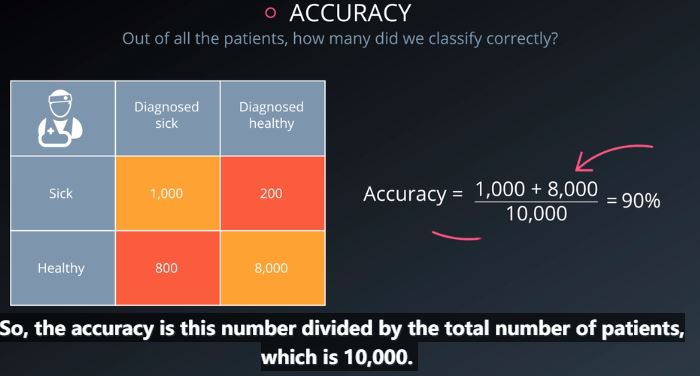 ACCURACY
Out of all the patients, how many did we classify correctly?
Diagnosed sick
Diagnosed healthy
Sick
1,000
200
Healthy
800
8,000
Accuracy = 1,000 + 8,000 / 10,000 = 90%
So, the accuracy is this number divided by the total number of patients,
which is 10,000.